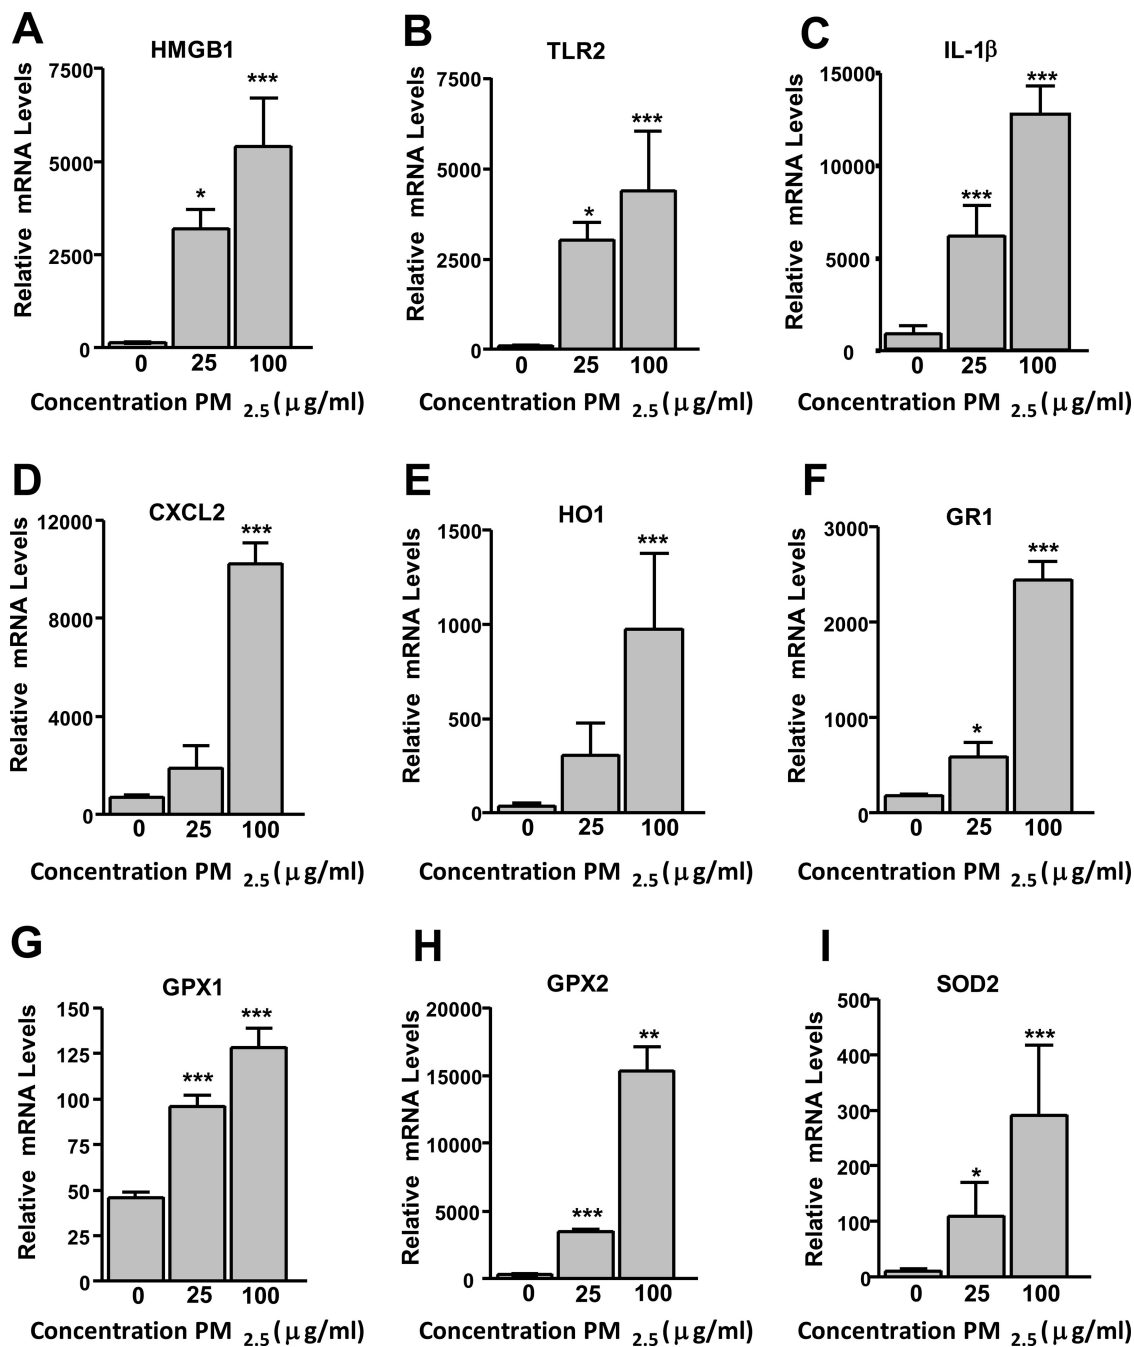 A
HMGB1
Relative mRNA Levels
7500
5000
2500
0
*
***
0 25 100
Concentration PM 2.5 (μg/ml)
B
TLR2
Relative mRNA Levels
7500
5000
2500
0
*
***
0 25 100
Concentration PM 2.5 (μg/ml)
C
IL-1β
Relative mRNA Levels
15000
10000
5000
0
***
***
0 25 100
Concentration PM 2.5 (μg/ml)
D
CXCL2
Relative mRNA Levels
12000
8000
4000
0
***
0 25 100
Concentration PM 2.5 (μg/ml)
E
HO1
Relative mRNA Levels
1500
1000
500
0
***
0 25 100
Concentration PM 2.5 (μg/ml)
F
GR1
Relative mRNA Levels
3000
2000
1000
0
*
***
0 25 100
Concentration PM 2.5 (μg/ml)
G
GPX1
Relative mRNA Levels
150
125
100
75
50
25
0
***
***
0 25 100
Concentration PM 2.5 (μg/ml)
H
GPX2
Relative mRNA Levels
20000
15000
10000
5000
0
***
**
0 25 100
Concentration PM 2.5 (μg/ml)
I
SOD2
Relative mRNA Levels
500
400
300
200
100
0
*
***
0 25 100
Concentration PM 2.5 (μg/ml)